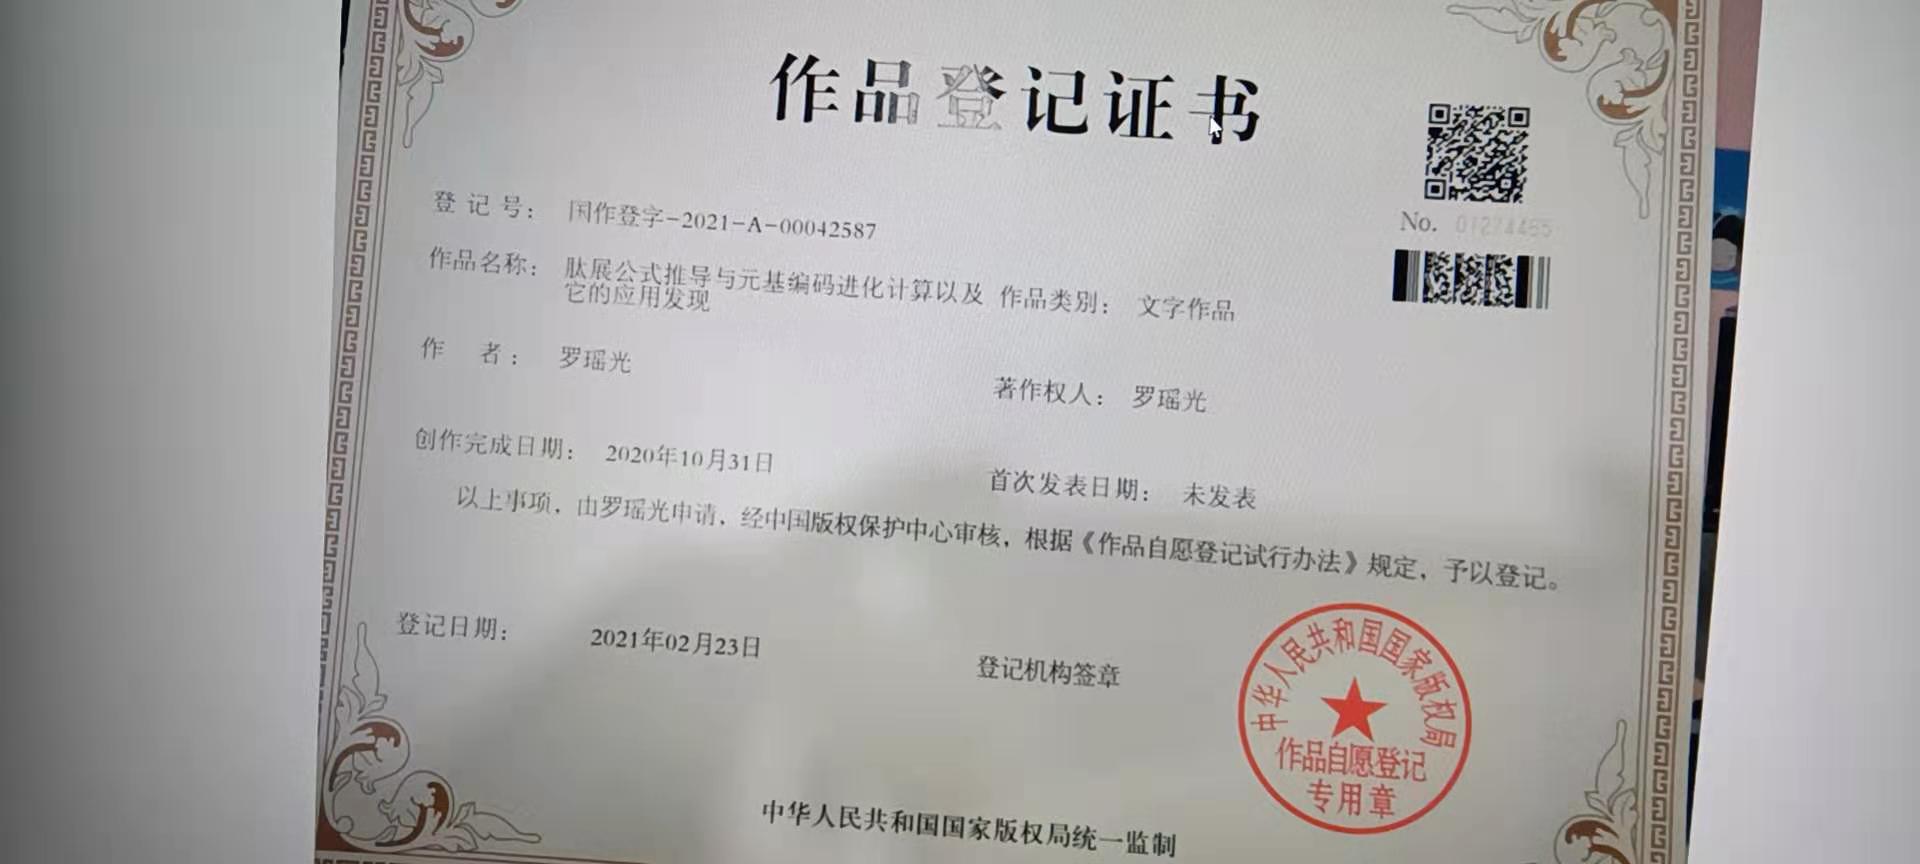 作品登记证书
No. 01274485
登 记 号： 国作登字-2021-A-00042587
作品名称： 肽展公式推导与元基编码进化计算以及
它的应用发现
作品类别： 文字作品
作 者： 罗瑶光
著作权人： 罗瑶光
创作完成日期： 2020年10月31日
首次发表日期： 未发表
以上事项，由罗瑶光申请，经中国版权保护中心审核，根据《作品自愿登记试行办法》规定，予以登记。
登记日期： 2021年02月23日
登记机构签章
中华人民共和国国家版权局
作品自愿登记
专用章
中华人民共和国国家版权局统一监制